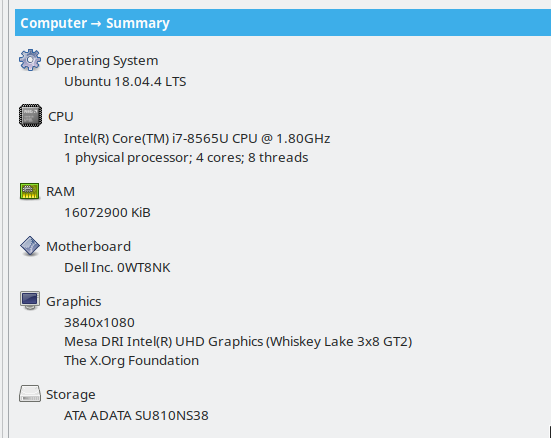 Computer → Summary
Operating System
Ubuntu 18.04.4 LTS
CPU
Intel(R) Core(TM) i7-8565U CPU @ 1.80GHz
1 physical processor; 4 cores; 8 threads
RAM
16072900 KiB
Motherboard
Dell Inc. 0WT8NK
Graphics
3840x1080
Mesa DRI Intel(R) UHD Graphics (Whiskey Lake 3x8 GT2)
The X.Org Foundation
Storage
ATA ADATA SU810NS38